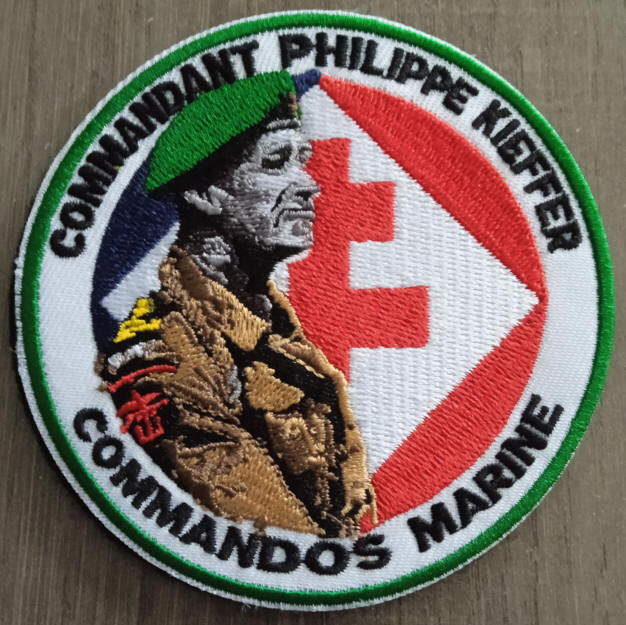 COMMANDANT PHILIPPE KIEFFER
COMMANDOS MARINE